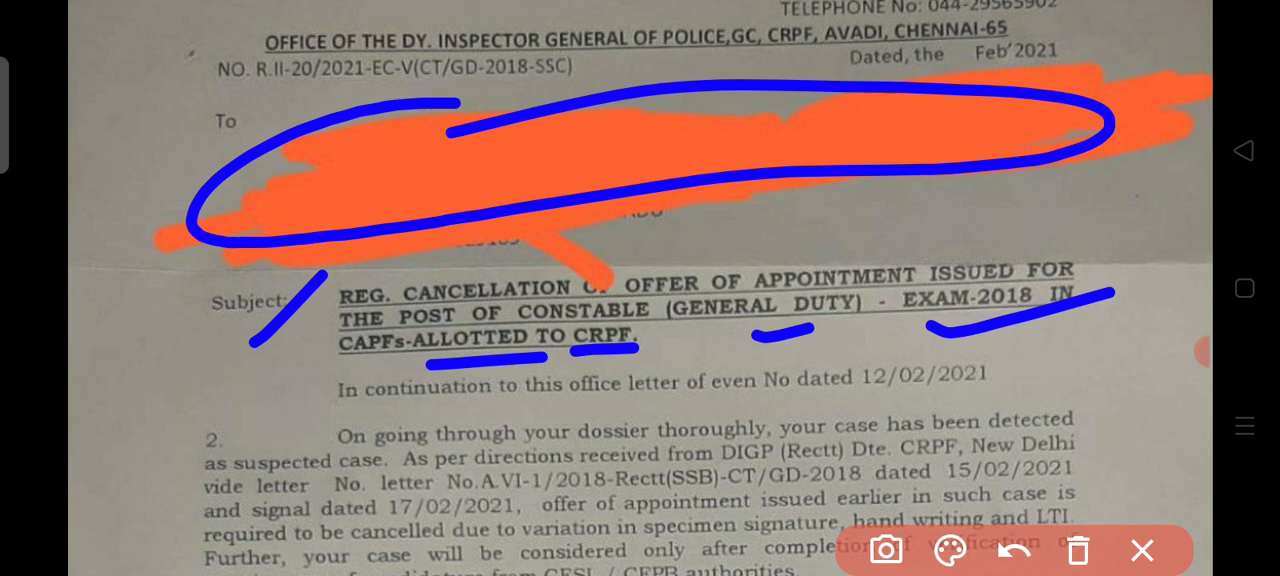 TELEPHONE No: 044-29565902
OFFICE OF THE DY. INSPECTOR GENERAL OF POLICE,GC, CRPF, AVADI, CHENNAI-65
NO. R.II-20/2021-EC-V(CT/GD-2018-SSC)
Dated, the Feb'2021
To
Subject:
REG. CANCELLATION OFFER OF APPOINTMENT ISSUED FOR
THE POST OF CONSTABLE (GENERAL DUTY) - EXAM-2018 IN
CAPFs-ALLOTTED TO CRPF.
In continuation to this office letter of even No dated 12/02/2021
2. On going through your dossier thoroughly, your case has been detected
as suspected case. As per directions received from DIGP (Rectt) Dte. CRPF, New Delhi
vide letter No. letter No.A.VI-1/2018-Rectt(SSB)-CT/GD-2018 dated 15/02/2021
and signal dated 17/02/2021, offer of appointment issued earlier in such case is
required to be cancelled due to variation in specimen signature, hand writing and LTI.
Further, your case will be considered only after completion of verification